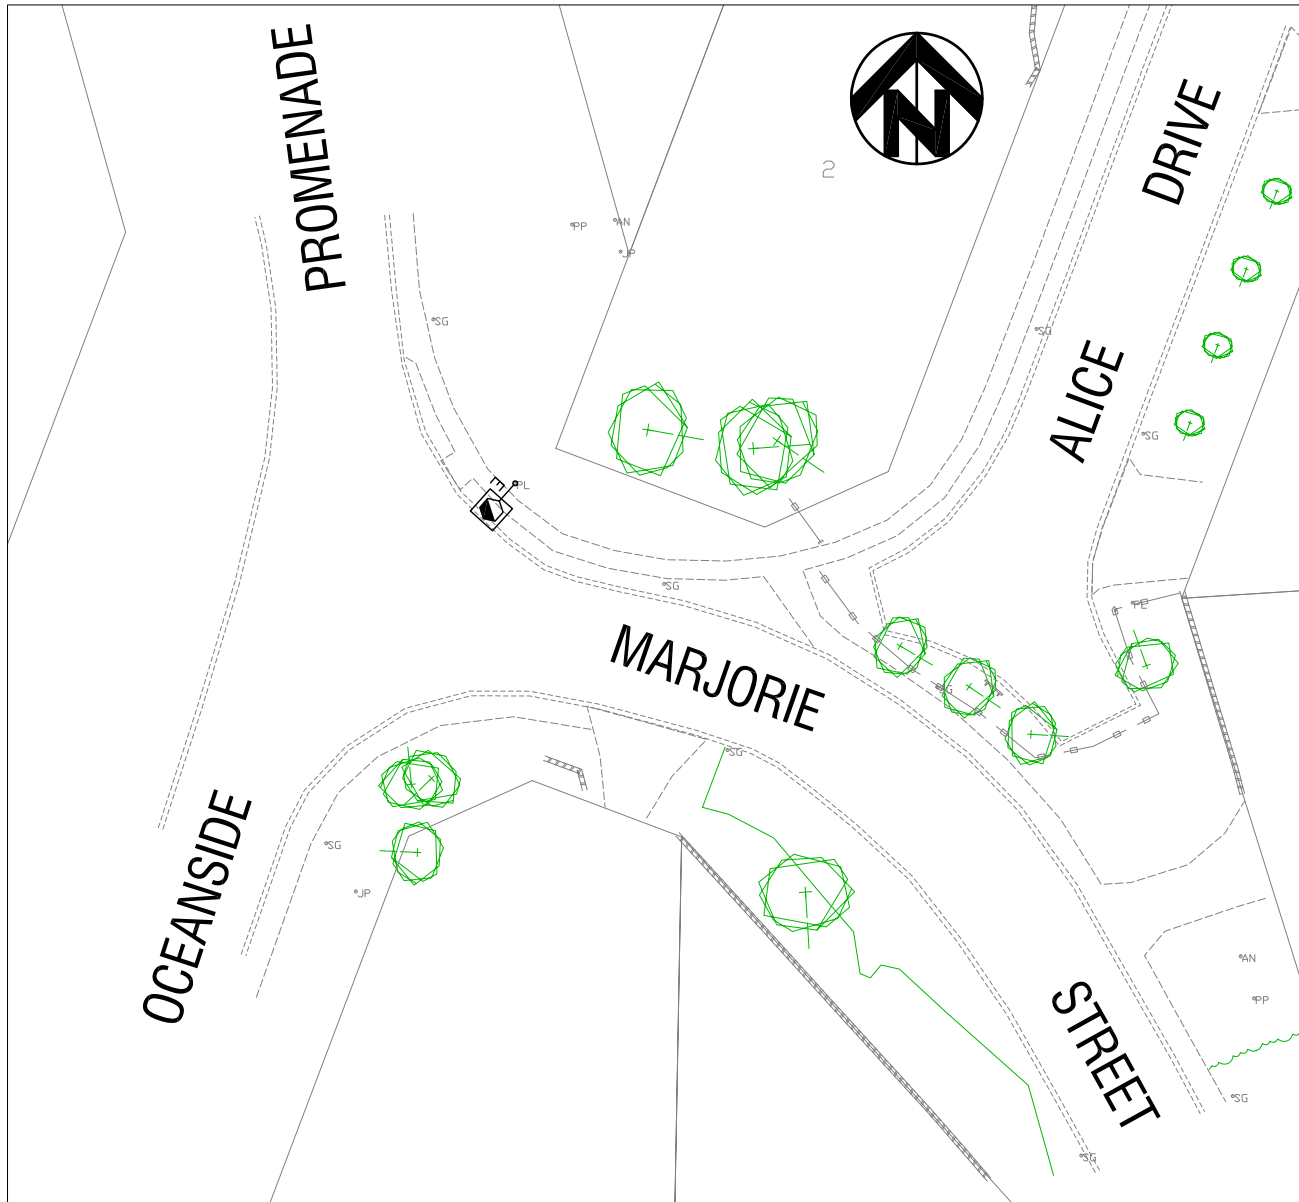 PROMENADE
N
DRIVE
2
AN
PP
JP
SG
SG
ALICE
SG
3
PL
SG
PE
MARJORIE
SG
OCEANSIDE
SG
JP
STREET
AN
PP
SG
SG